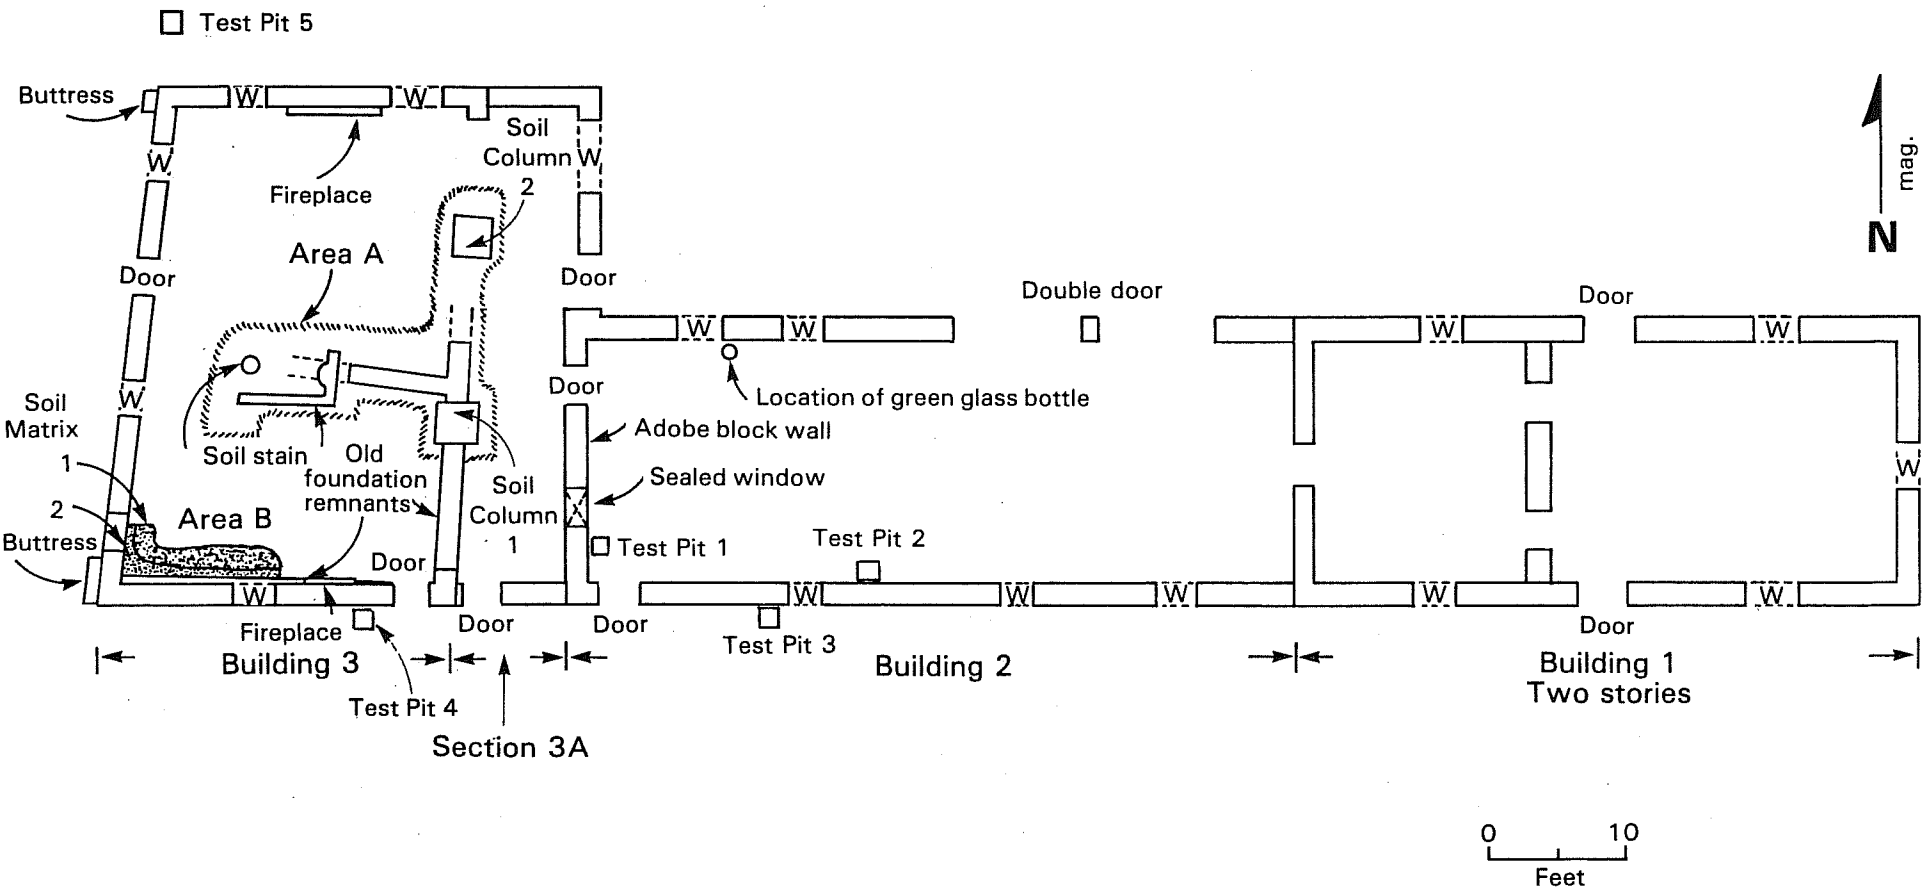 Test Pit 5
Buttress
W
W
Soil
Column
2
W
W
mag.
N
Fireplace
Area A
Door
Door
Double door
Door
W
W
W
W
Door
Location of green glass bottle
W
Soil
Matrix
1
2
Adobe block wall
Soil stain
Old
foundation
remnants
Sealed window
W
Soil
Column
1
Area B
Buttress
Door
Test Pit 1
Test Pit 2
W
W
W
W
W
W
Fireplace
Door
Door
Test Pit 3
Door
Building 3
Building 2
Building 1
Two stories
Test Pit 4
Section 3A
0 10
Feet